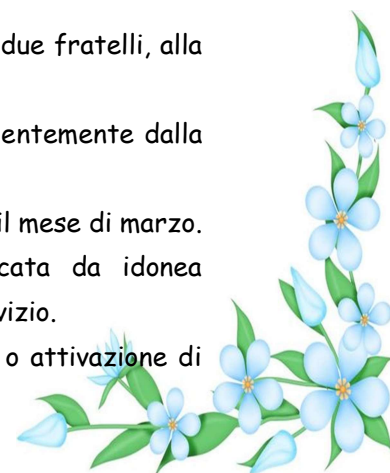 due fratelli, alla
entemente dalla
il mese di marzo.
cata da idonea
vizio.
o attivazione di